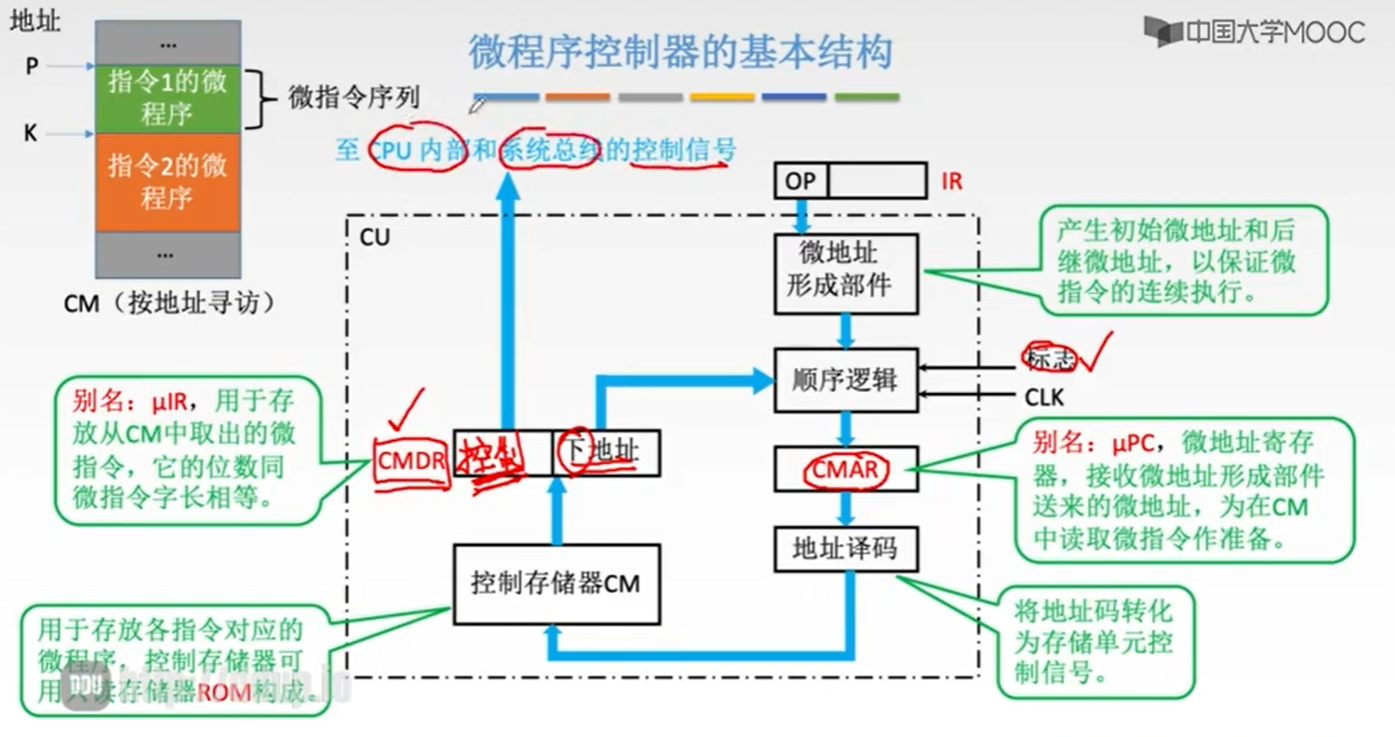 地址
P
K
...
指令1的微
程序
指令2的微
程序
...
微指令序列
CM（按地址寻访）
微程序控制器的基本结构
中国大学MOOC
至 CPU 内部和系统总线的控制信号
OP
IR
CU
微地址
形成部件
产生初始微地址和后
继微地址，以保证微
指令的连续执行。
顺序逻辑
标志
CLK
别名：μIR，用于存
放从CM中取出的微
指令，它的位数同
微指令字长相等。
CMDR
控制
下地址
CMAR
别名：μPC，微地址寄存
器，接收微地址形成部件
送来的微地址，为在CM
中读取微指令作准备。
地址译码
控制存储器CM
将地址码转化
为存储单元控
制信号。
用于存放各指令对应的
微程序，控制存储器可
用只读存储器ROM构成。